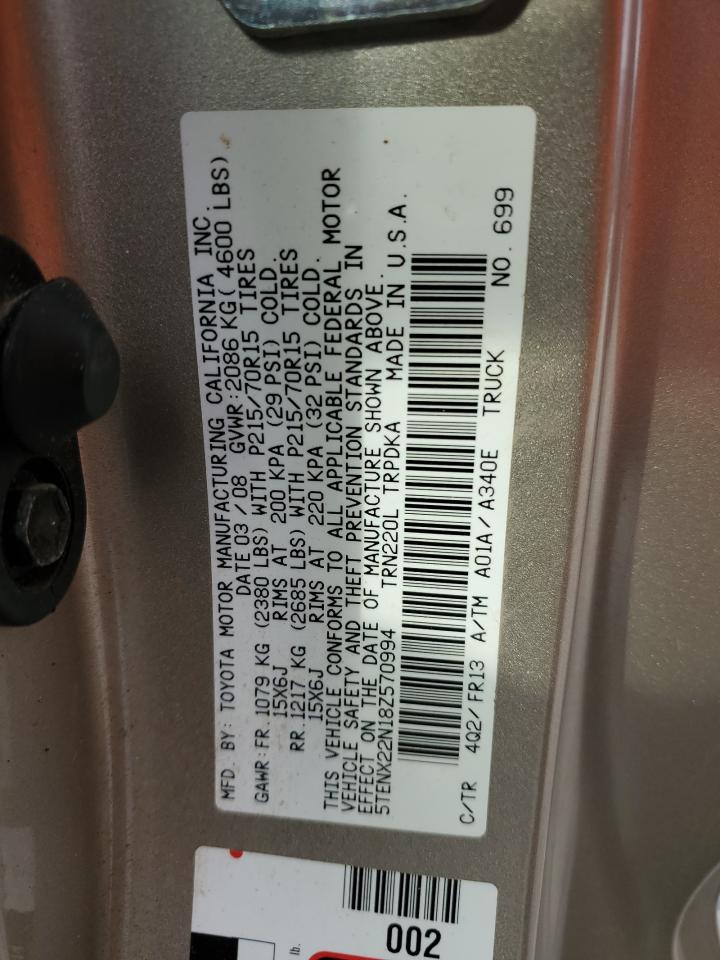 MFD. BY: TOYOTA MOTOR MANUFACTURING CALIFORNIA INC.
DATE 03 / 08 GVWR: 2086 KG( 4600 LBS)
GAWR: FR. 1079 KG (2380 LBS) WITH P215/70R15 TIRES
15X6J RIMS AT 200 KPA (29 PSI) COLD.
RR. 1217 KG (2685 LBS) WITH P215/70R15 TIRES
15X6J RIMS AT 220 KPA (32 PSI) COLD.
THIS VEHICLE CONFORMS TO ALL APPLICABLE FEDERAL MOTOR
VEHICLE SAFETY AND THEFT PREVENTION STANDARDS IN
EFFECT ON THE DATE OF MANUFACTURE SHOWN ABOVE.
5TENX22N18Z570994 TRN220L TRPDKA MADE IN U.S.A.
C/TR 4Q2/ FR13 A/TM A01A/ A340E TRUCK NO. 699
002
lb.